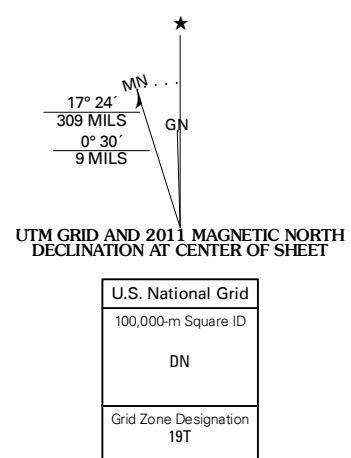 ★
MN
17° 24´
309 MILS
GN
0° 30´
9 MILS
UTM GRID AND 2011 MAGNETIC NORTH
DECLINATION AT CENTER OF SHEET
U.S. National Grid
100,000-m Square ID
DN
Grid Zone Designation
19T